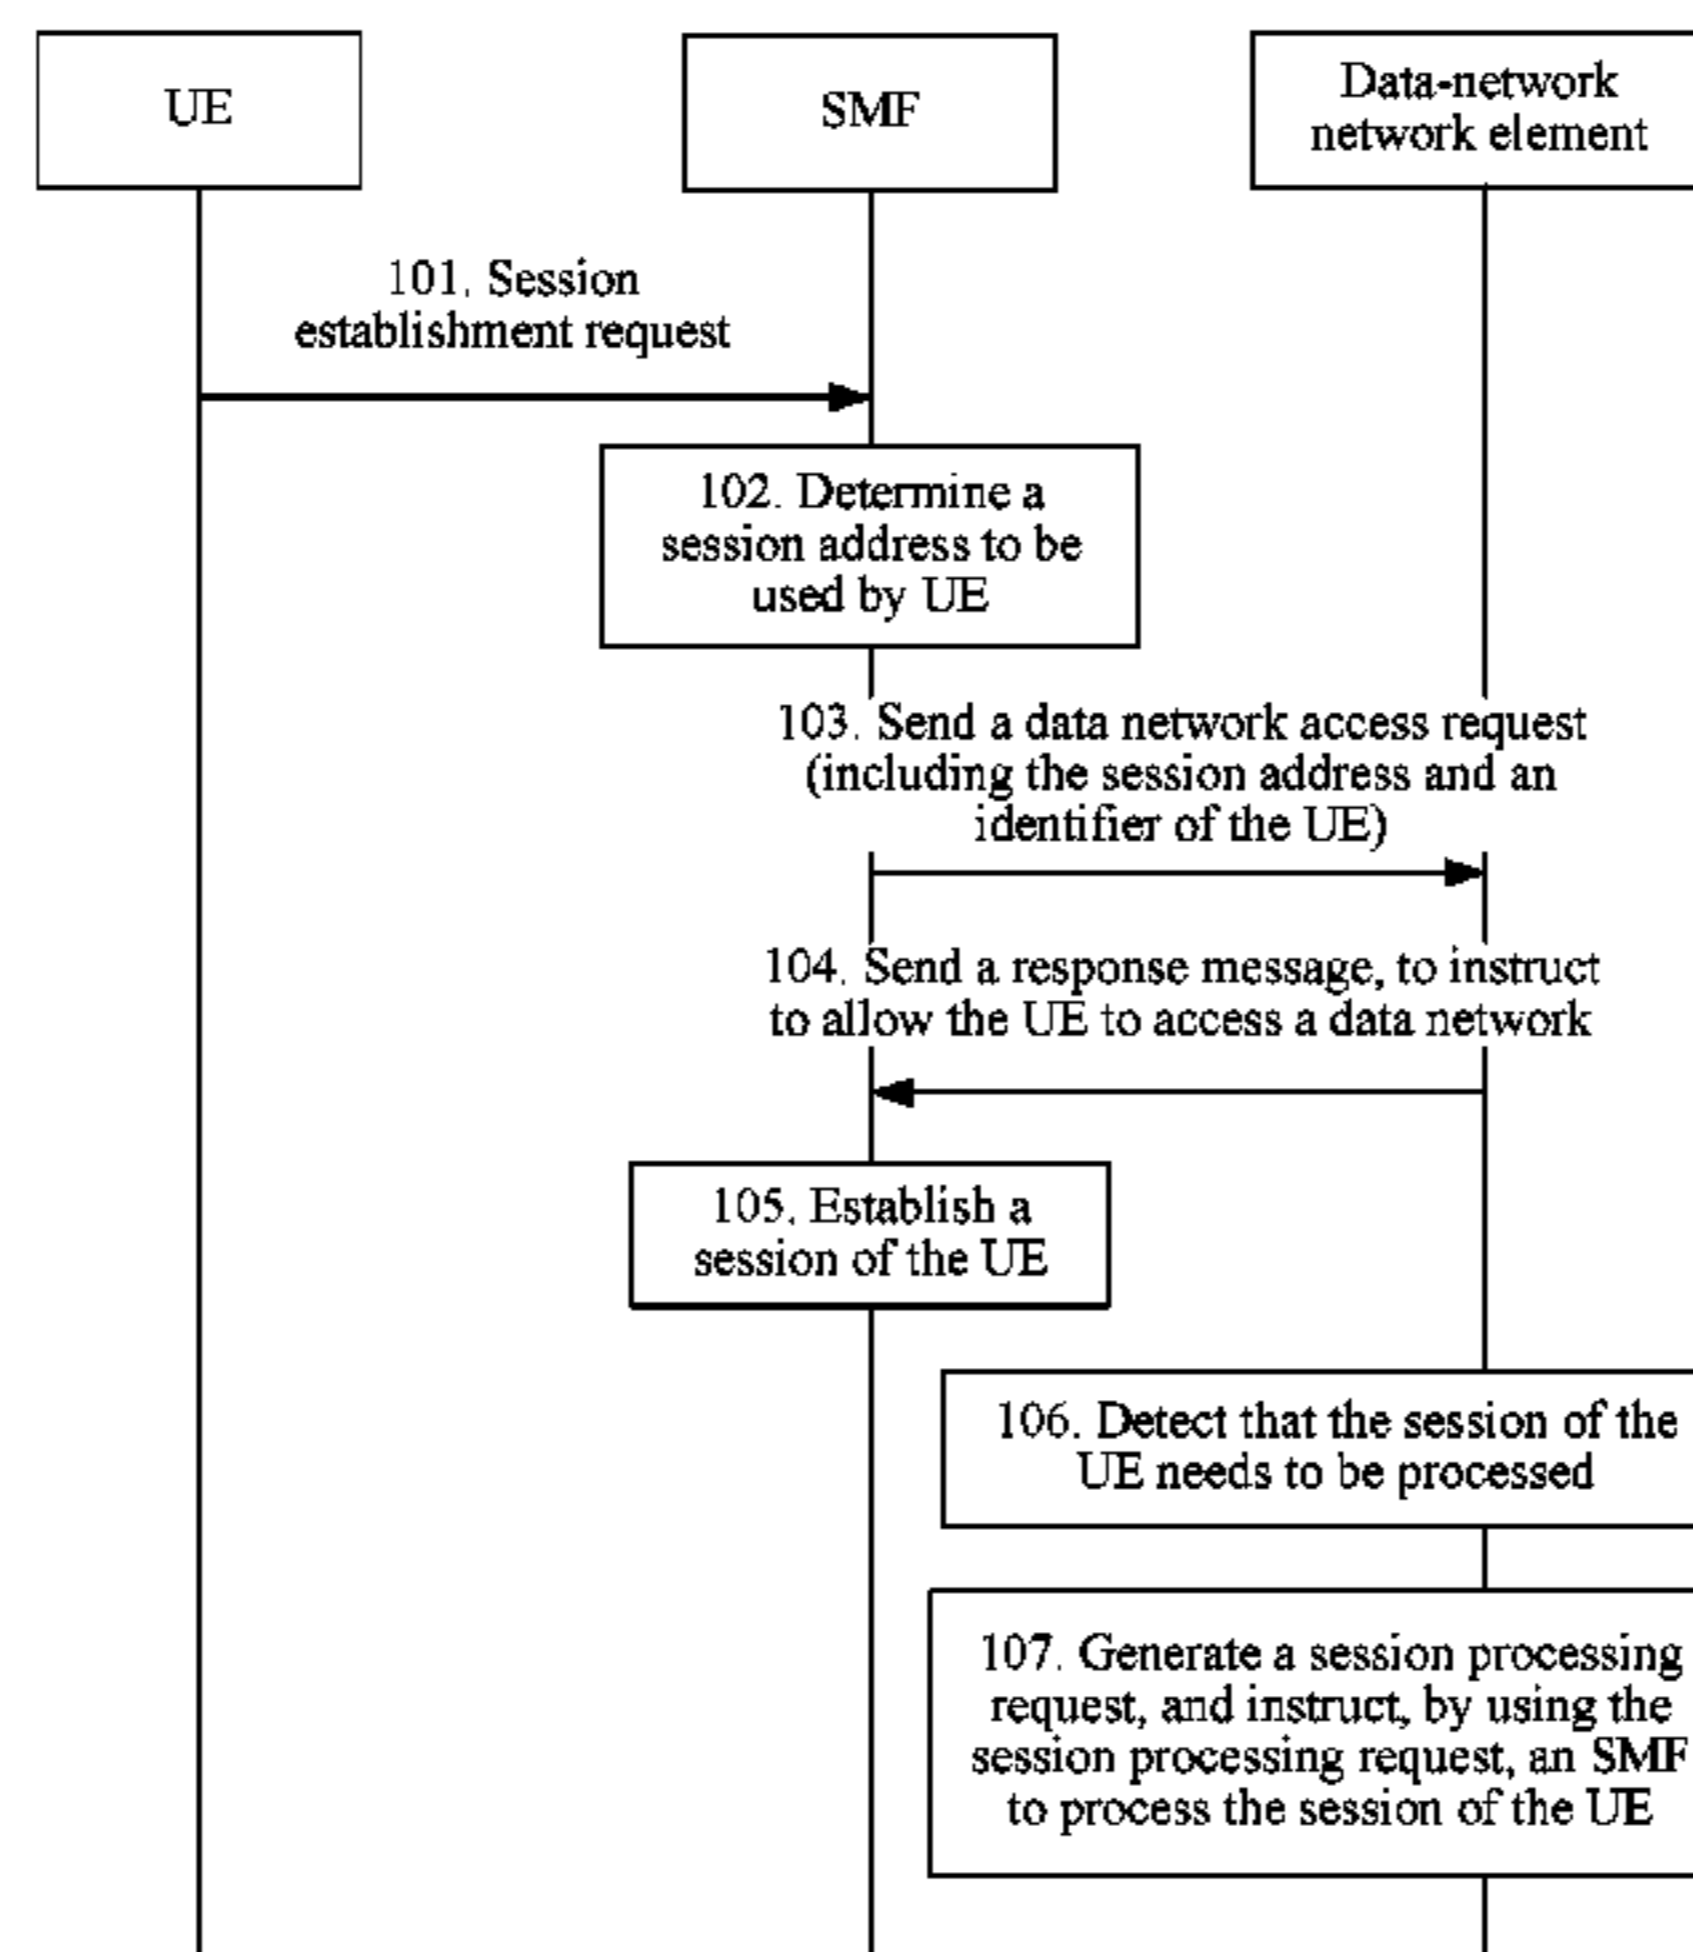 UE
SMF
Data-network
network element
101. Session
establishment request
102. Determine a
session address to be
used by UE
103. Send a data network access request
(including the session address and an
identifier of the UE)
104. Send a response message, to instruct
to allow the UE to access a data network
105. Establish a
session of the UE
106. Detect that the session of the
UE needs to be processed
107. Generate a session processing
request, and instruct, by using the
session processing request, an SMF
to process the session of the UE